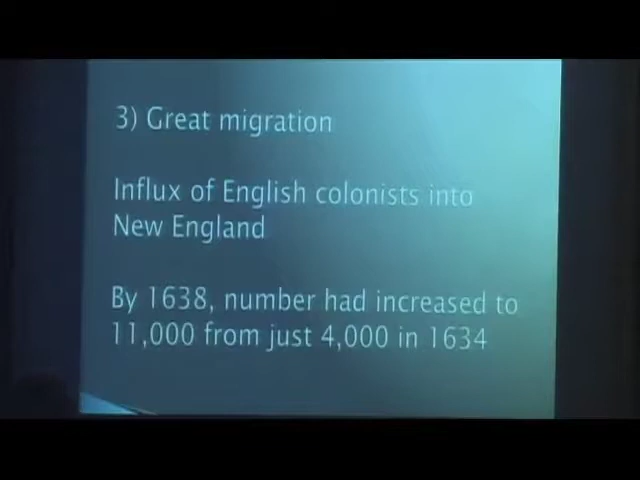 3) Great migration
Influx of English colonists into
New England
By 1638, number had increased to
11,000 from just 4,000 in 1634